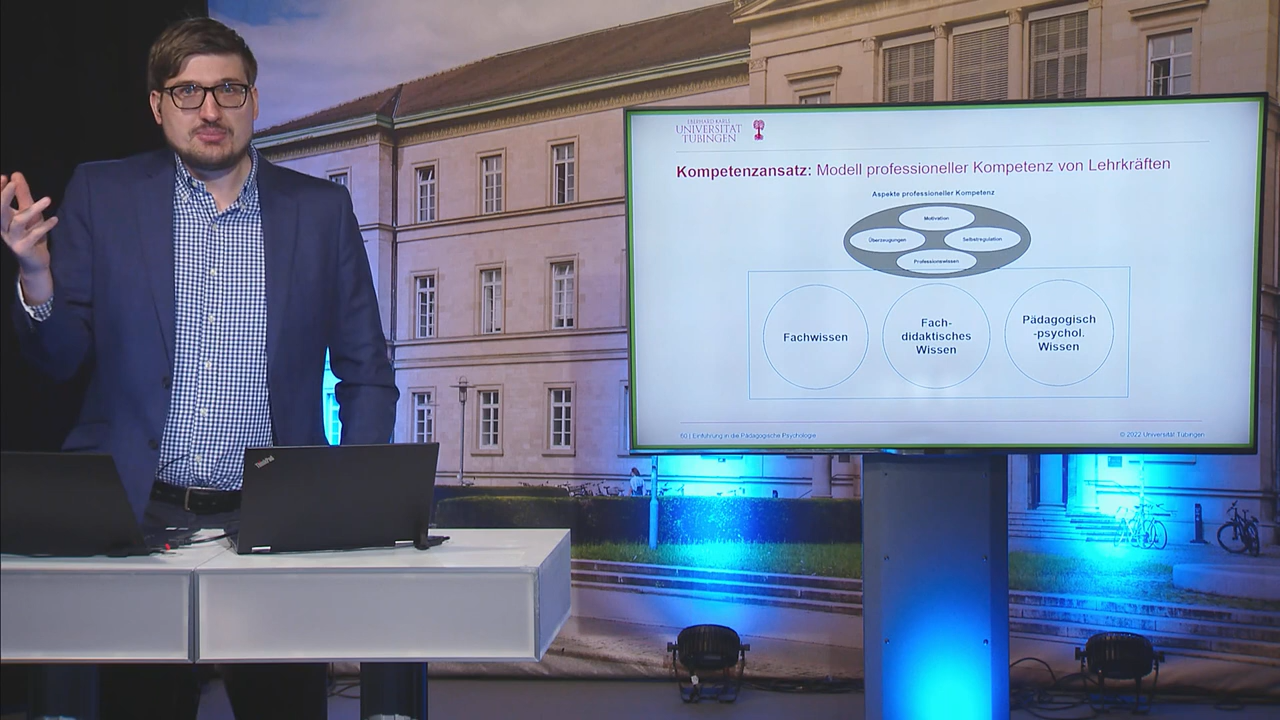 EBERHARD KARLS
UNIVERSITÄT
TÜBINGEN
Kompetenzansatz: Modell professioneller Kompetenz von Lehrkräften
Aspekte professioneller Kompetenz
Motivation
Überzeugungen
Selbstregulation
Professionswissen
Fachwissen
Fach-
didaktisches
Wissen
Pädagogisch
-psychol.
Wissen
60 | Einführung in die Pädagogische Psychologie
© 2022 Universität Tübingen
ThinkPad